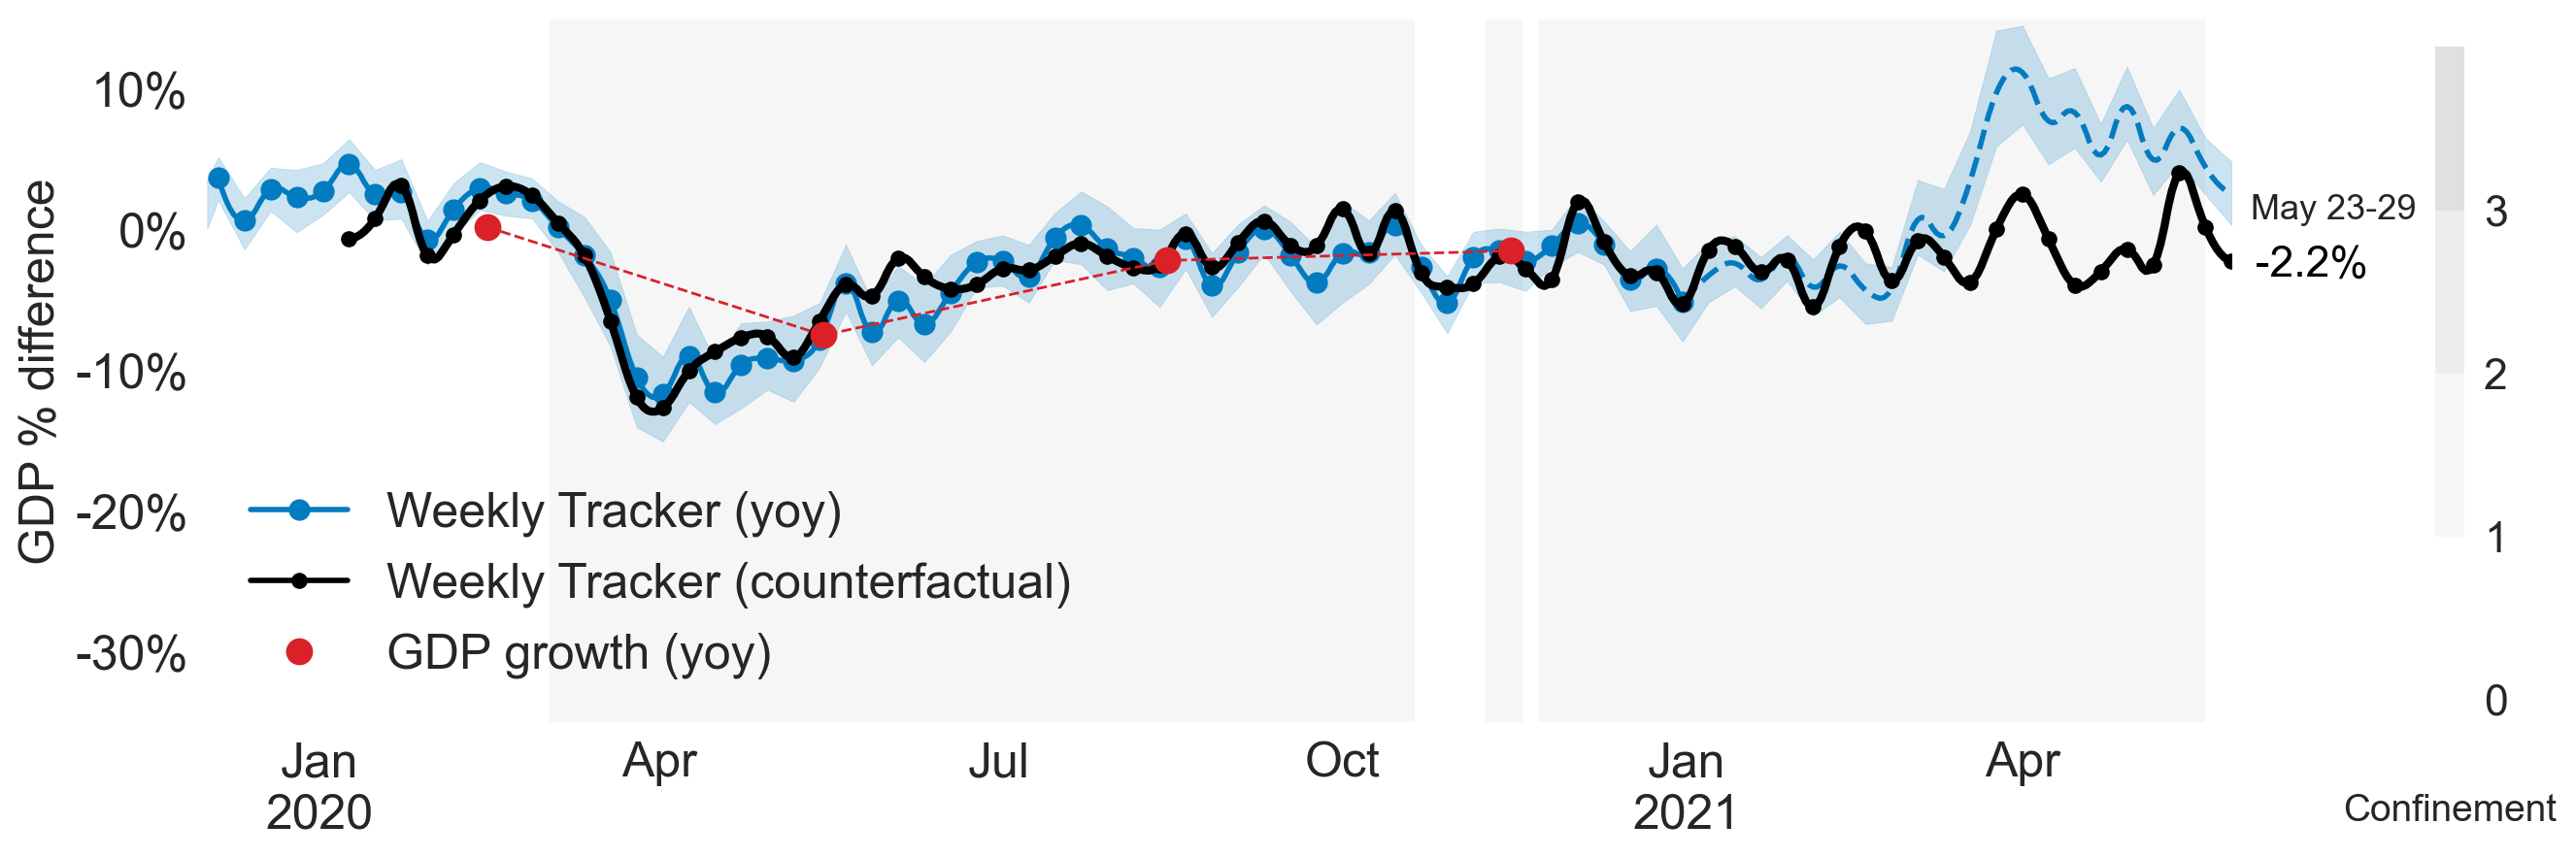 GDP % difference
10%
0%
-10%
-20%
-30%
Weekly Tracker (yoy)
Weekly Tracker (counterfactual)
GDP growth (yoy)
Jan
2020
Apr
Jul
Oct
Jan
2021
Apr
May 23-29
-2.2%
3
2
1
0
Confinement